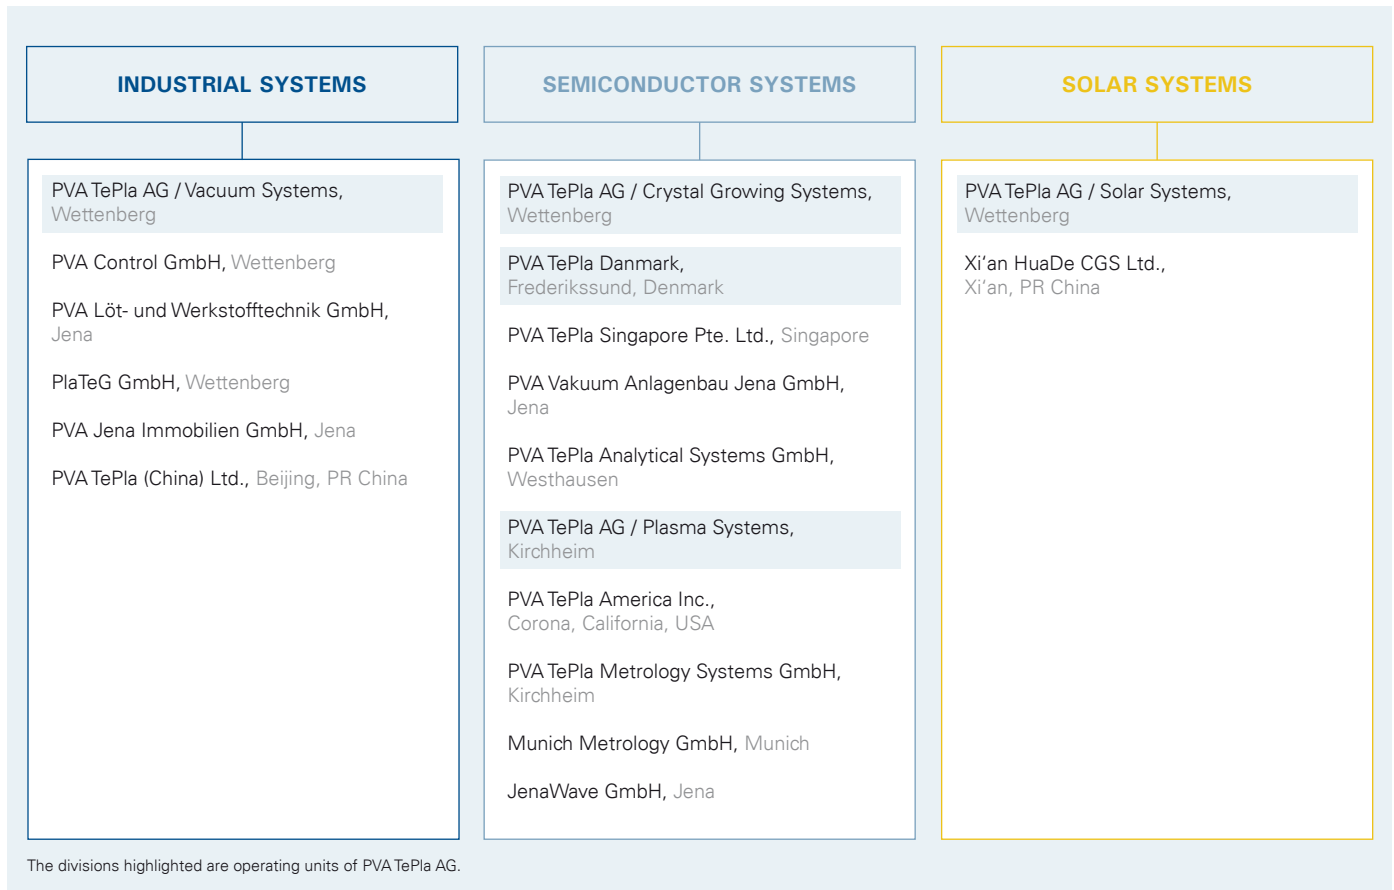 INDUSTRIAL SYSTEMS
PVA TePla AG / Vacuum Systems,
Wettenberg
PVA Control GmbH, Wettenberg
PVA Löt- und Werkstofftechnik GmbH,
Jena
PlaTeG GmbH, Wettenberg
PVA Jena Immobilien GmbH, Jena
PVA TePla (China) Ltd., Beijing, PR China
SEMICONDUCTOR SYSTEMS
PVA TePla AG / Crystal Growing Systems,
Wettenberg
PVA TePla Danmark,
Frederikssund, Denmark
PVA TePla Singapore Pte. Ltd., Singapore
PVA Vakuum Anlagenbau Jena GmbH,
Jena
PVA TePla Analytical Systems GmbH,
Westhausen
PVA TePla AG / Plasma Systems,
Kirchheim
PVA TePla America Inc.,
Corona, California, USA
PVA TePla Metrology Systems GmbH,
Kirchheim
Munich Metrology GmbH, Munich
JenaWave GmbH, Jena
SOLAR SYSTEMS
PVA TePla AG / Solar Systems,
Wettenberg
Xi‘an HuaDe CGS Ltd.,
Xi‘an, PR China
The divisions highlighted are operating units of PVA TePla AG.